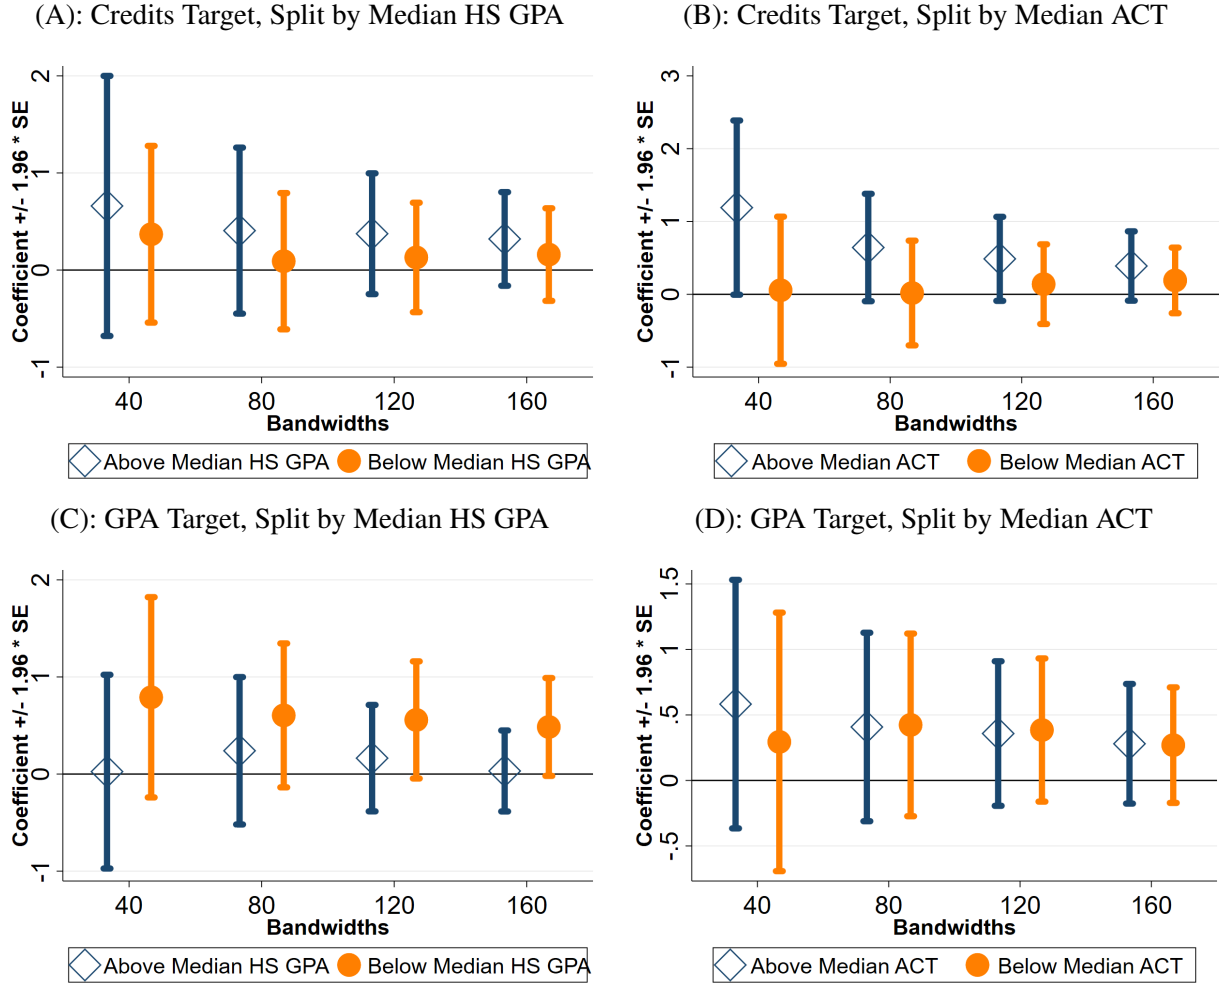 (A): Credits Target, Split by Median HS GPA
Coefficient +/- 1.96 * SE
2
1
0
-1
40 80 120 160
Bandwidths
Above Median HS GPA Below Median HS GPA
(B): Credits Target, Split by Median ACT
Coefficient +/- 1.96 * SE
3
2
1
0
-1
40 80 120 160
Bandwidths
Above Median ACT Below Median ACT
(C): GPA Target, Split by Median HS GPA
Coefficient +/- 1.96 * SE
2
1
0
-1
40 80 120 160
Bandwidths
Above Median HS GPA Below Median HS GPA
(D): GPA Target, Split by Median ACT
Coefficient +/- 1.96 * SE
1.5
1
.5
0
-.5
40 80 120 160
Bandwidths
Above Median ACT Below Median ACT